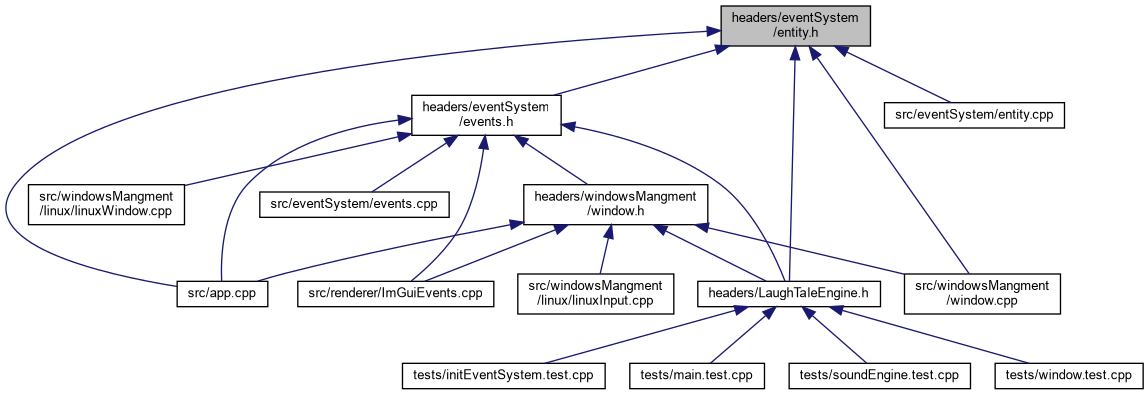 headers/eventSystem
/entity.h
headers/eventSystem
/events.h
src/eventSystem/entity.cpp
src/windowsMangment
/linux/linuxWindow.cpp
src/eventSystem/events.cpp
headers/windowsMangment
/window.h
src/app.cpp
src/renderer/ImGuiEvents.cpp
src/windowsMangment
/linux/linuxInput.cpp
headers/LaughTaleEngine.h
src/windowsMangment
/window.cpp
tests/initEventSystem.test.cpp
tests/main.test.cpp
tests/soundEngine.test.cpp
tests/window.test.cpp